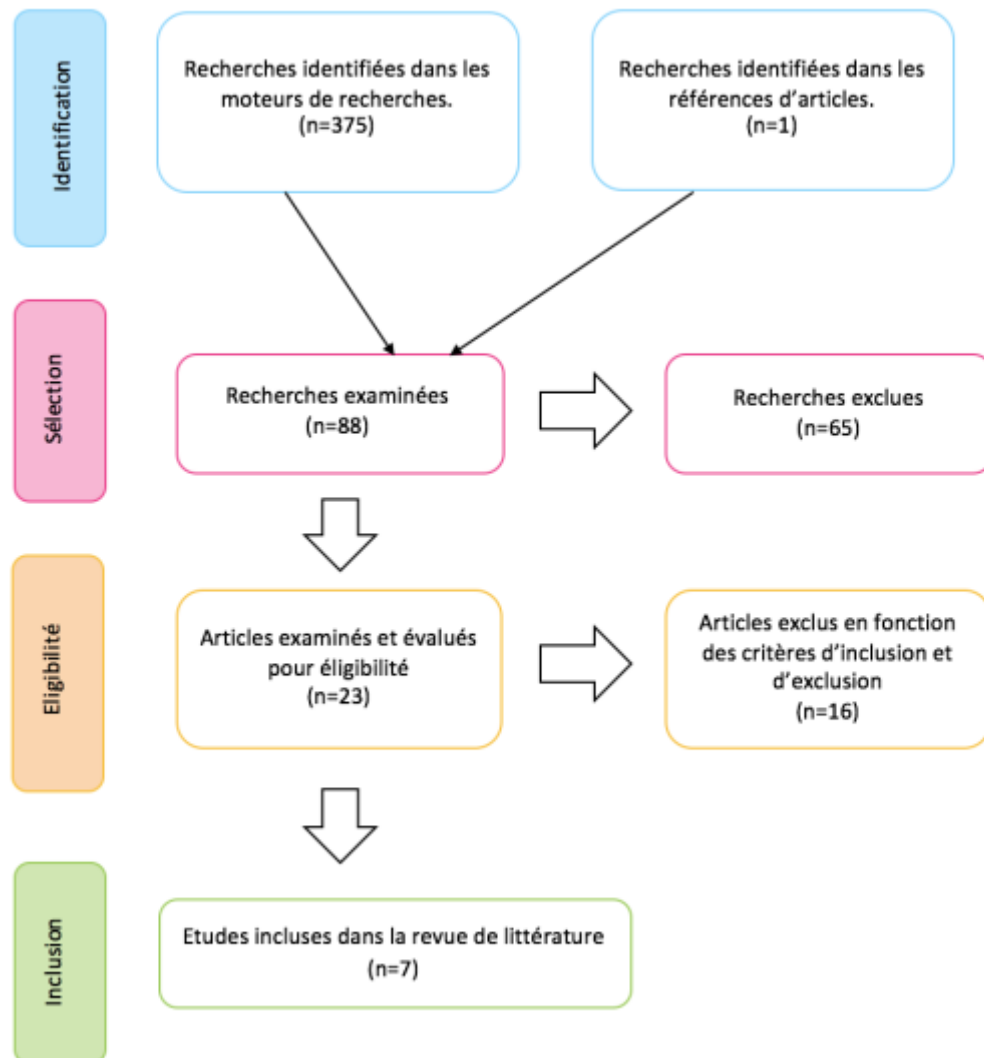 Identification
Recherches identifiées dans les
moteurs de recherches.
(n=375)
Recherches identifiées dans les
références d'articles.
(n=1)
Sélection
Recherches examinées
(n=88)
Recherches exclues
(n=65)
Eligibilité
Articles examinés et évalués
pour éligibilité
(n=23)
Articles exclus en fonction
des critères d'inclusion et
d'exclusion
(n=16)
Inclusion
Etudes incluses dans la revue de littérature
(n=7)